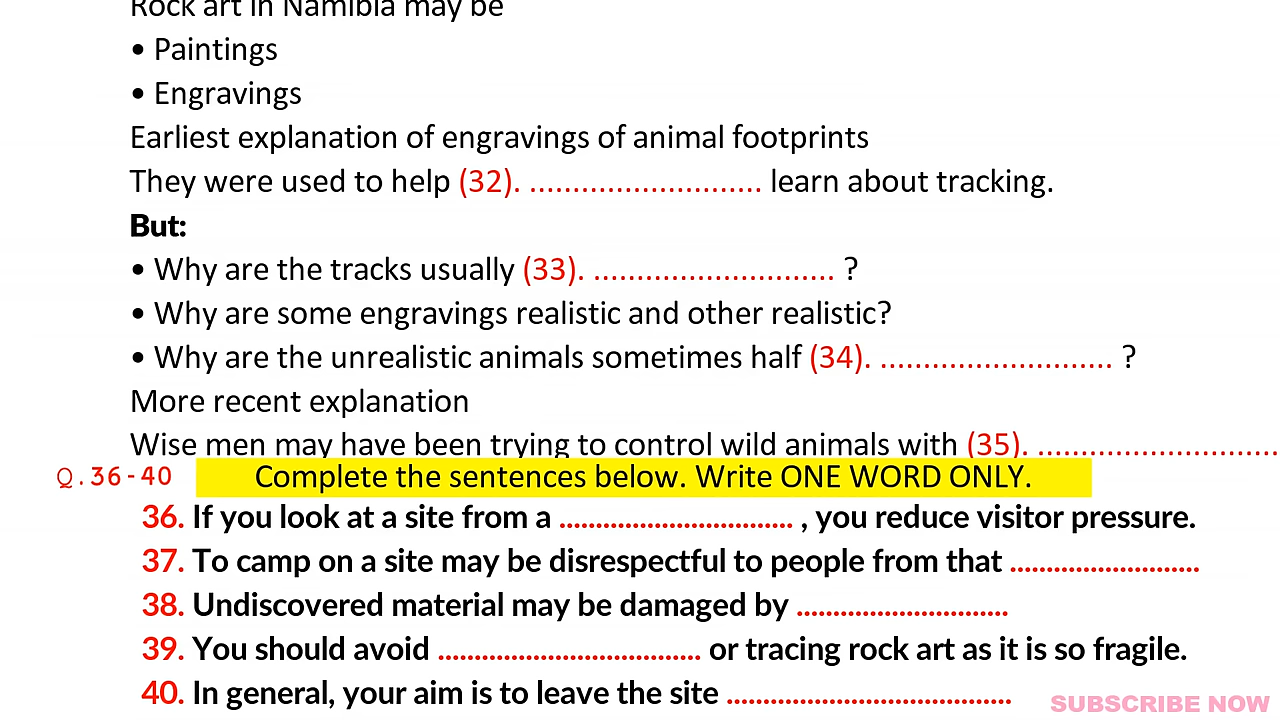 Rock art in Namibia may be
• Paintings
• Engravings
Earliest explanation of engravings of animal footprints
They were used to help (32). ........................... learn about tracking.
But:
• Why are the tracks usually (33). ............................ ?
• Why are some engravings realistic and other realistic?
• Why are the unrealistic animals sometimes half (34). ........................... ?
More recent explanation
Wise men may have been trying to control wild animals with (35). ............................
Q.36-40 Complete the sentences below. Write ONE WORD ONLY.
36. If you look at a site from a ................................ , you reduce visitor pressure.
37. To camp on a site may be disrespectful to people from that ..........................
38. Undiscovered material may be damaged by .............................
39. You should avoid .................................... or tracing rock art as it is so fragile.
40. In general, your aim is to leave the site .......................................
SUBSCRIBE NOW